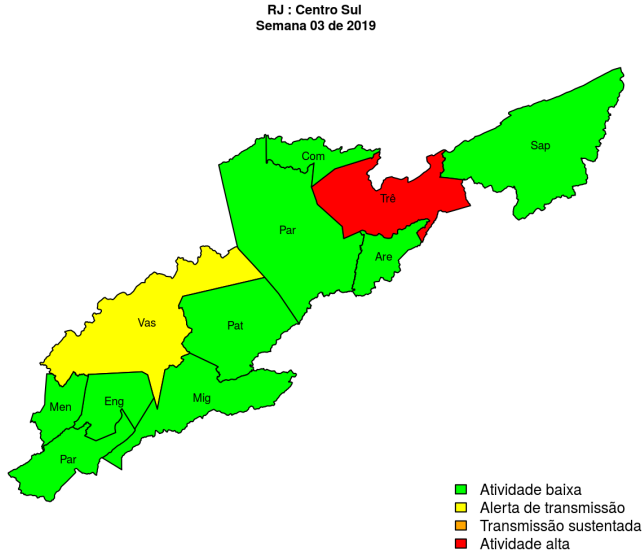 RJ : Centro Sul
Semana 03 de 2019
Sap
Com
Trê
Par
Are
Vas
Pat
Men
Eng
Mig
Par
Atividade baixa
Alerta de transmissão
Transmissão sustentada
Atividade alta